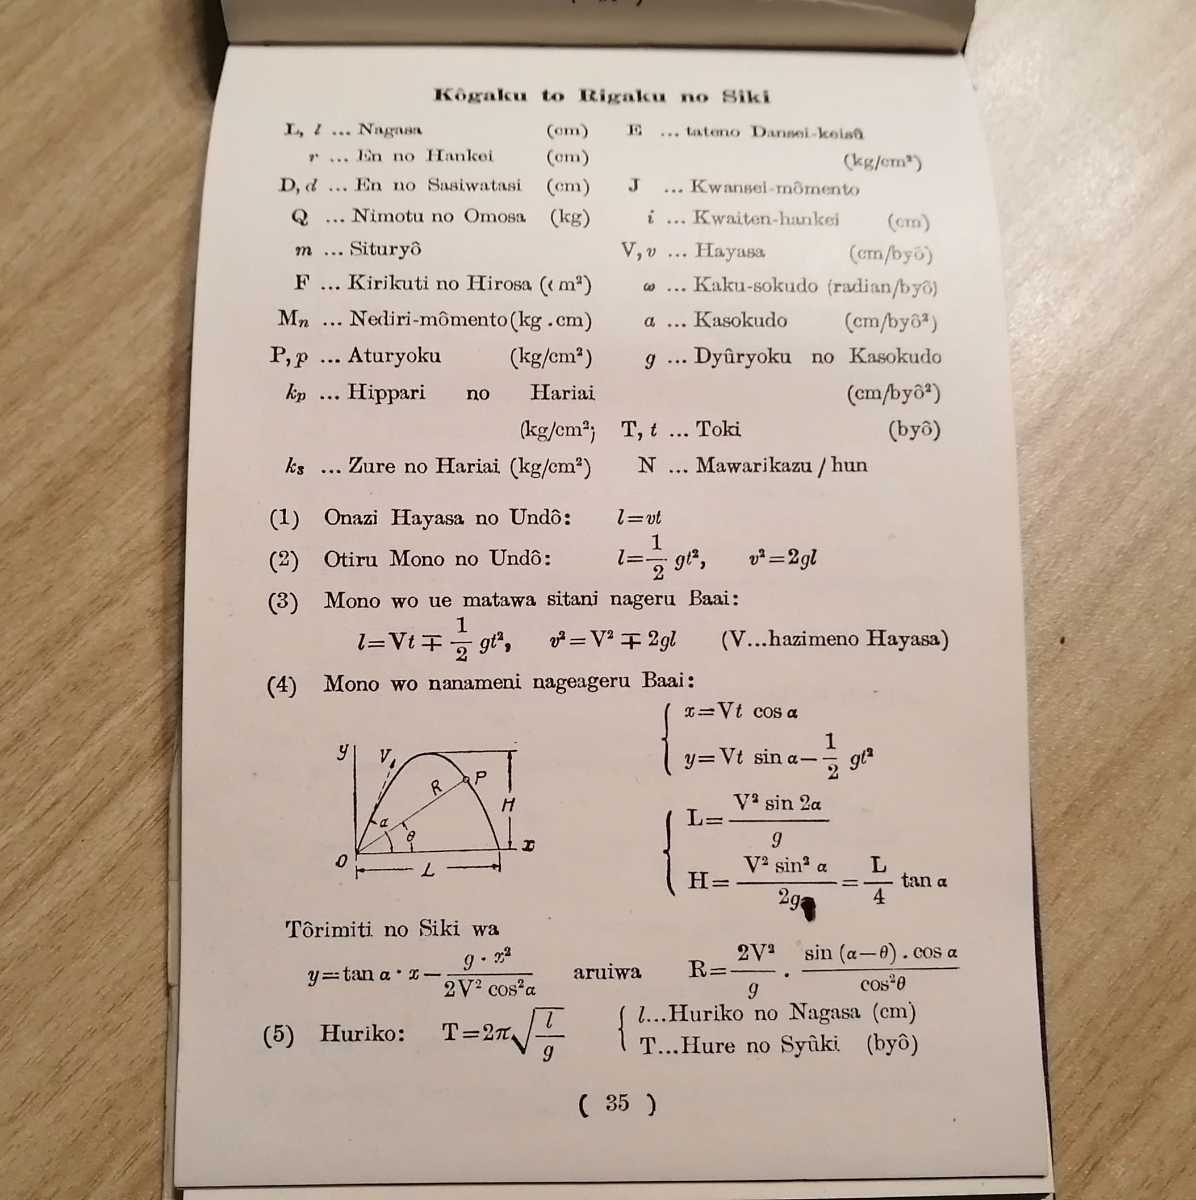 Kôgaku to Rigaku no Siki
L, l ... Nagasa (cm)
r ... En no Hankei (cm)
D, d ... En no Sasiwatasi (cm)
Q ... Nimotu no Omosa (kg)
m ... Situryô
F ... Kirikuti no Hirosa (cm²)
Mn ... Nediri-mômento (kg . cm)
P, p ... Aturyoku (kg/cm²)
kp ... Hippari no Hariai
(kg/cm²)
ks ... Zure no Hariai (kg/cm²)
E ... tateno Dansei-keisû
(kg/cm²)
J ... Kwansei-mômento
i ... Kwaiten-hankei (cm)
V, v ... Hayasa (cm/byô)
ω ... Kaku-sokudo (radian/byô)
a ... Kasokudo (cm/byô²)
g ... Dyûryoku no Kasokudo
(cm/byô²)
T, t ... Toki (byô)
N ... Mawarikazu / hun
(1) Onazi Hayasa no Undô: l=vt
(2) Otiru Mono no Undô: l=1/2 gt², v²=2gl
(3) Mono wo ue matawa sitani nageru Baai:
l=Vt∓1/2 gt², v²=V²∓2gl (V...hazimeno Hayasa)
(4) Mono wo nanameni nageageru Baai:
x=Vt cos α
y=Vt sin α−1/2 gt²
L=V² sin 2α/g
H=V² sin² α/2g=L/4 tan α
y V P R H α θ O x L
Tôrimiti no Siki wa
y=tan α · x−g · x²/2V² cos²α aruiwa R=2V²/g . sin (α−θ) . cos α/cos²θ
(5) Huriko: T=2π√l/g
l...Huriko no Nagasa (cm)
T...Hure no Syûki (byô)
( 35 )